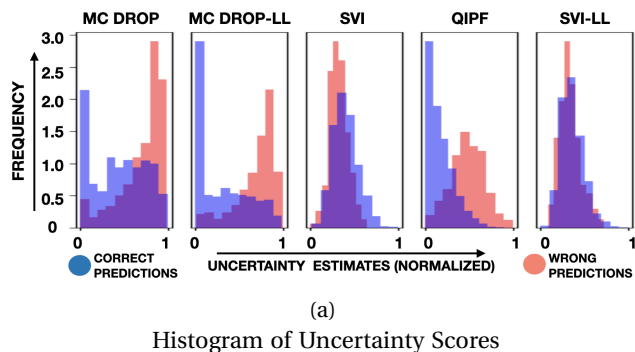 MC DROP MC DROP-LL SVI QIPF SVI-LL
3.0
2.5
2.0
1.5
1.0
0.5
0
FREQUENCY
0 1 0 1 0 1 0 1 0 1
CORRECT
PREDICTIONS
UNCERTAINTY ESTIMATES (NORMALIZED)
WRONG
PREDICTIONS
(a)
Histogram of Uncertainty Scores